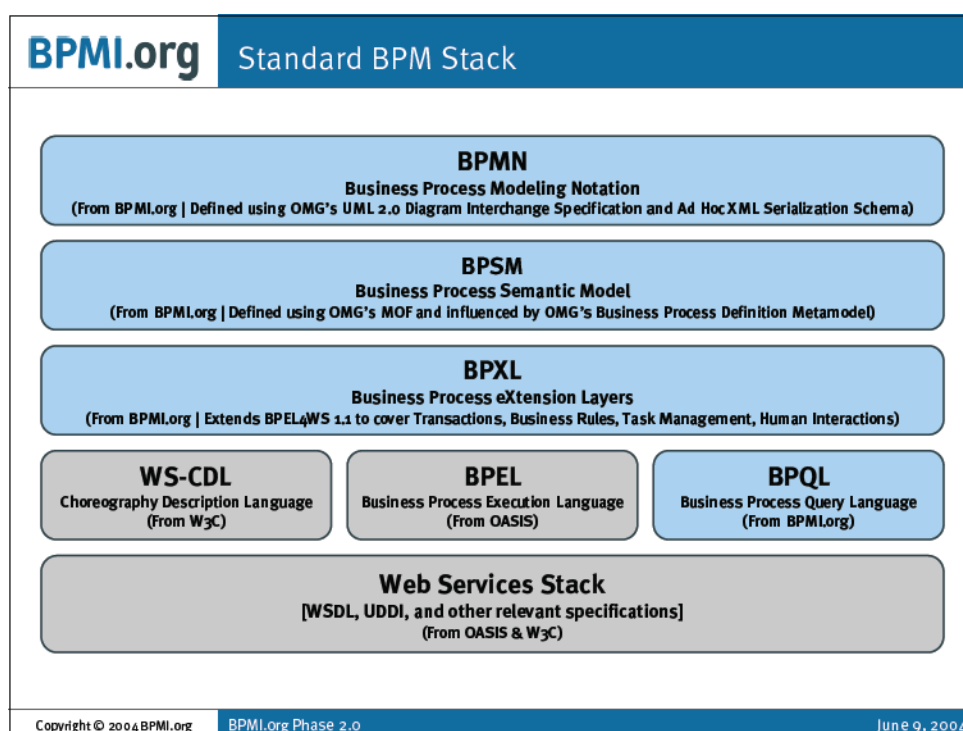 BPMI.org
Standard BPM Stack
BPMN
Business Process Modeling Notation
(From BPMI.org | Defined using OMG's UML 2.0 Diagram Interchange Specification and Ad Hoc XML Serialization Schema)
BPSM
Business Process Semantic Model
(From BPMI.org | Defined using OMG's MOF and influenced by OMG's Business Process Definition Metamodel)
BPXL
Business Process eXtension Layers
(From BPMI.org | Extends BPEL4WS 1.1 to cover Transactions, Business Rules, Task Management, Human Interactions)
WS-CDL
Choreography Description Language
(From W3C)
BPEL
Business Process Execution Language
(From OASIS)
BPQL
Business Process Query Language
(From BPMI.org)
Web Services Stack
[WSDL, UDDI, and other relevant specifications]
(From OASIS & W3C)
Copyright © 2004 BPMI.org
BPMI.org Phase 2.0
June 9, 2004